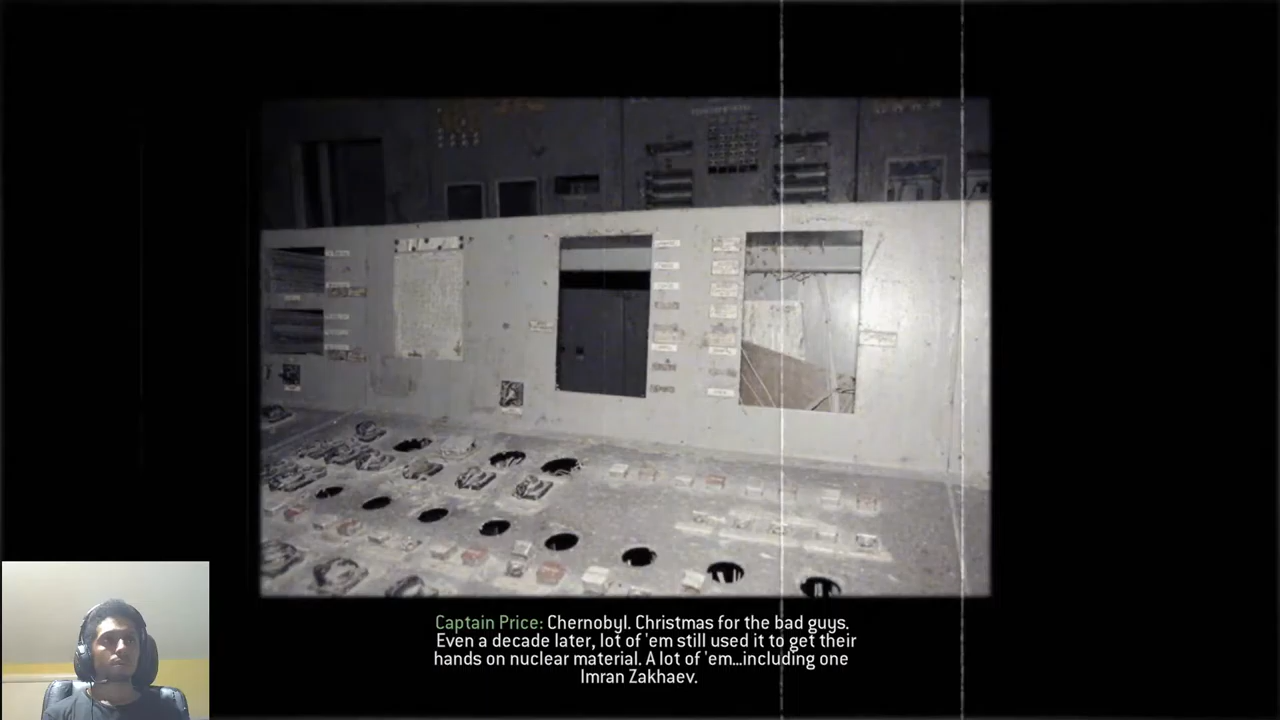 Captain Price: Chernobyl. Christmas for the bad guys.
Even a decade later, lot of 'em still used it to get their
hands on nuclear material. A lot of 'em...including one
Imran Zakhaev.